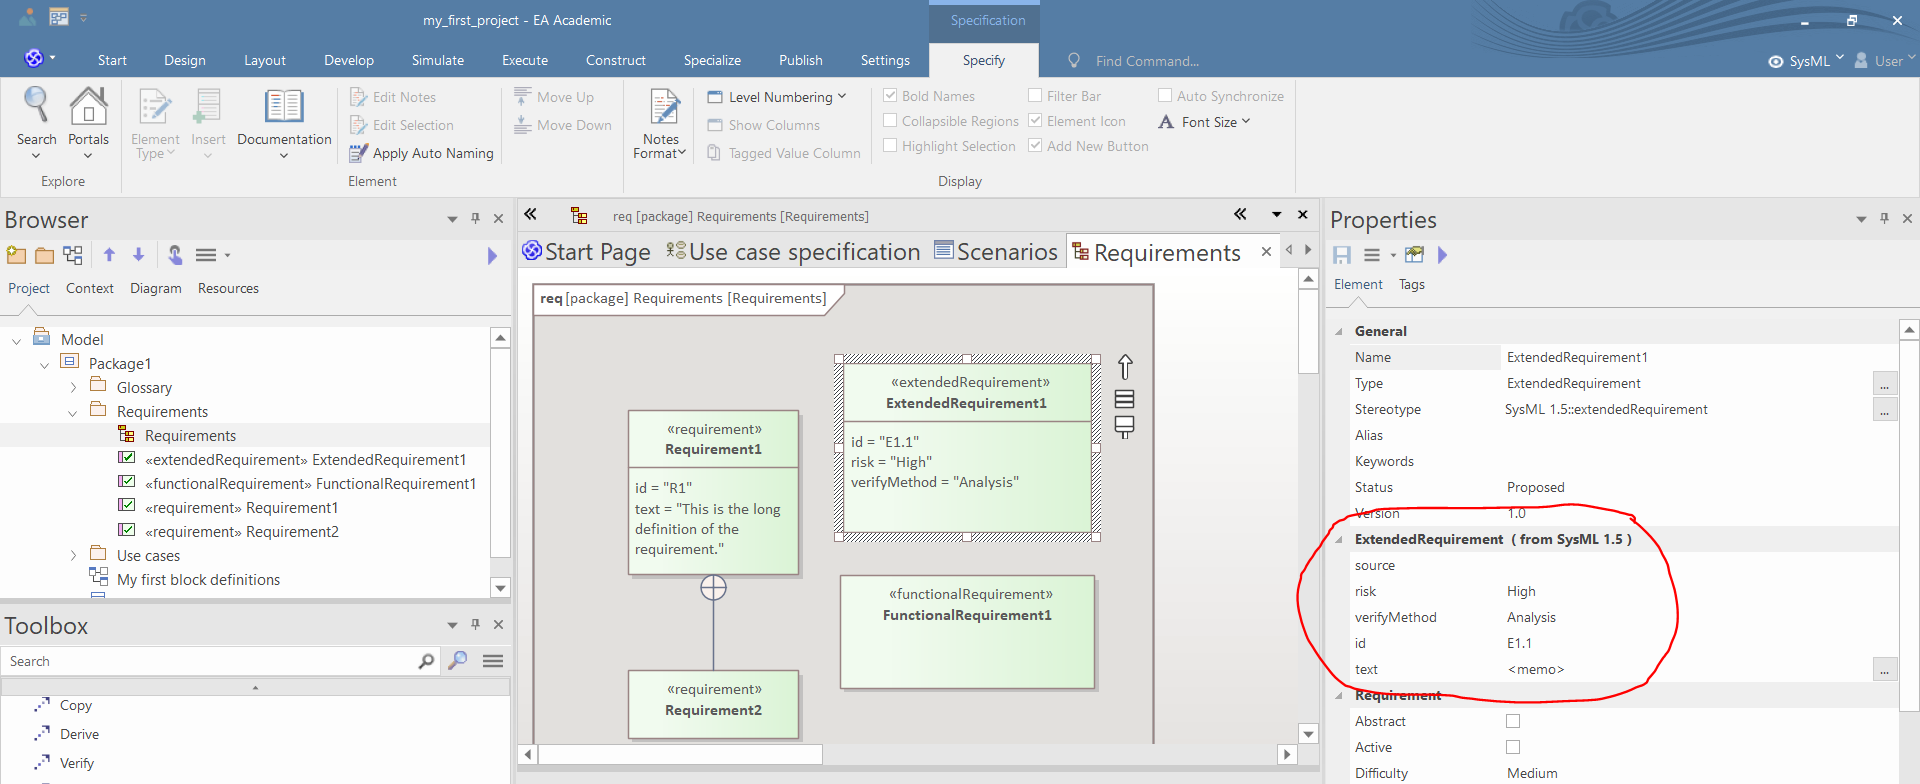 my_first_project - EA Academic
Specification
Start Design Layout Develop Simulate Execute Construct Specialize Publish Settings Specify Find Command... SysML User
Search
Portals
Explore
Element Type
Insert
Documentation
Edit Notes
Edit Selection
Apply Auto Naming
Move Up
Move Down
Element
Notes Format
Level Numbering
Show Columns
Tagged Value Column
Bold Names
Collapsible Regions
Highlight Selection
Filter Bar
Element Icon
Add New Button
Auto Synchronize
A Font Size
Display
Browser
Project Context Diagram Resources
Model
Package1
Glossary
Requirements
Requirements
«extendedRequirement» ExtendedRequirement1
«functionalRequirement» FunctionalRequirement1
«requirement» Requirement1
«requirement» Requirement2
Use cases
My first block definitions
Toolbox
Search
Copy
Derive
Verify
req [package] Requirements [Requirements]
Start Page Use case specification Scenarios Requirements
req [package] Requirements [Requirements]
«requirement»
Requirement1
id = "R1"
text = "This is the long
definition of the
requirement."
«requirement»
Requirement2
«extendedRequirement»
ExtendedRequirement1
id = "E1.1"
risk = "High"
verifyMethod = "Analysis"
«functionalRequirement»
FunctionalRequirement1
Properties
Element Tags
General
Name ExtendedRequirement1
Type ExtendedRequirement ...
Stereotype SysML 1.5::extendedRequirement ...
Alias
Keywords
Status Proposed
Version 1.0
ExtendedRequirement ( from SysML 1.5 )
source
risk High
verifyMethod Analysis
id E1.1
text <memo> ...
Requirement
Abstract
Active
Difficulty Medium